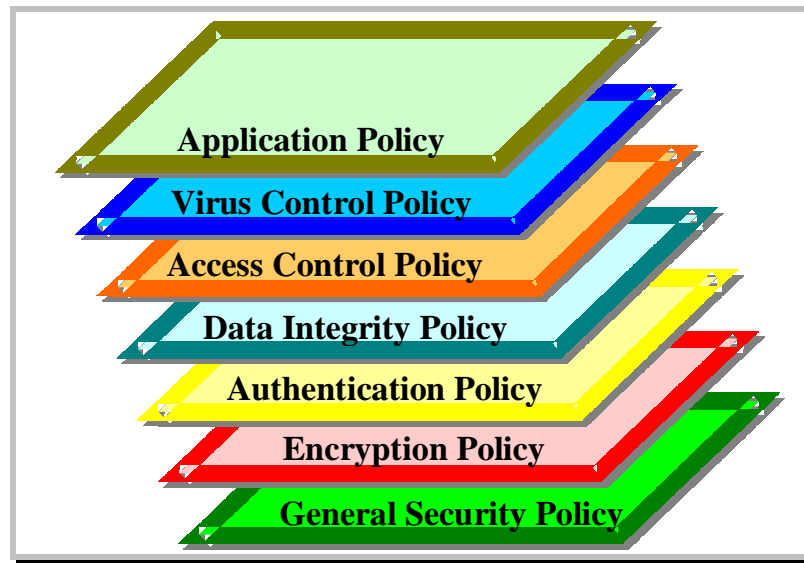 Application Policy
Virus Control Policy
Access Control Policy
Data Integrity Policy
Authentication Policy
Encryption Policy
General Security Policy